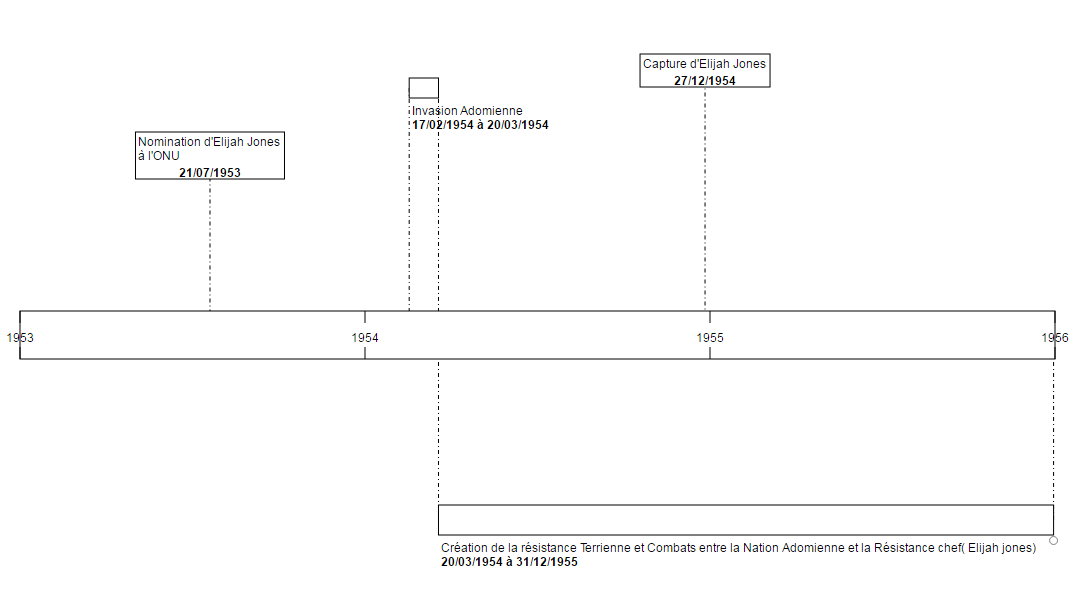 Capture d'Elijah Jones
27/12/1954
Invasion Adomienne
17/02/1954 à 20/03/1954
Nomination d'Elijah Jones
à l'ONU
21/07/1953
1953
1954
1955
1956
Création de la résistance Terrienne et Combats entre la Nation Adomienne et la Résistance chef( Elijah jones)
20/03/1954 à 31/12/1955